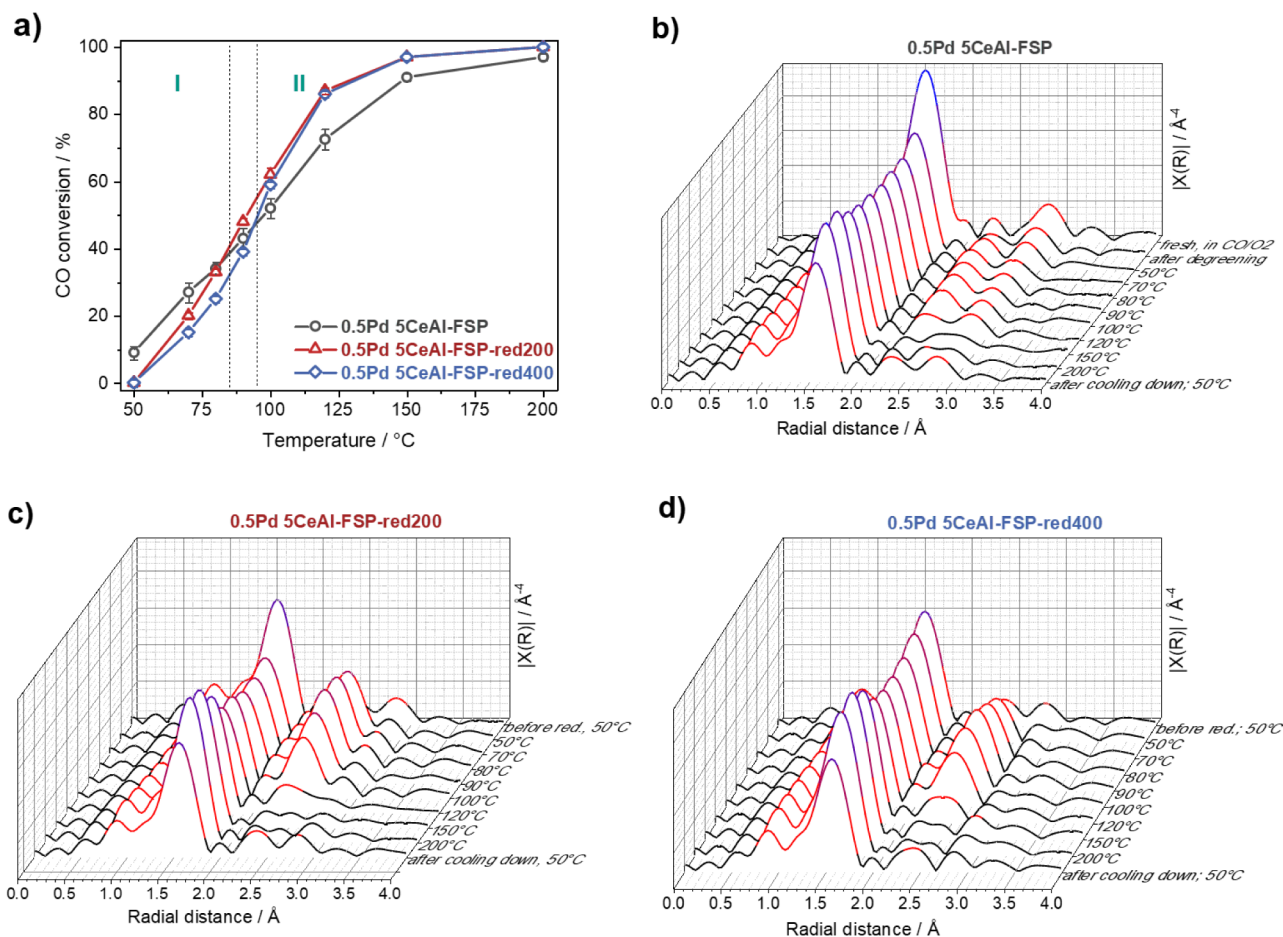 a)
100
80
60
40
20
0
CO conversion / %
I
II
0.5Pd 5CeAl-FSP
0.5Pd 5CeAl-FSP-red200
0.5Pd 5CeAl-FSP-red400
50 75 100 125 150 175 200
Temperature / °C
b)
0.5Pd 5CeAl-FSP
|X(R)| / Å-4
fresh, in CO/O2
after degreening
50°C
70°C
80°C
90°C
100°C
120°C
150°C
200°C
after cooling down; 50°C
0.0 0.5 1.0 1.5 2.0 2.5 3.0 3.5 4.0
Radial distance / Å
c)
0.5Pd 5CeAl-FSP-red200
|X(R)| / Å-4
before red., 50°C
50°C
70°C
80°C
90°C
100°C
120°C
150°C
200°C
after cooling down, 50°C
0.0 0.5 1.0 1.5 2.0 2.5 3.0 3.5 4.0
Radial distance / Å
d)
0.5Pd 5CeAl-FSP-red400
|X(R)| / Å-4
before red,; 50°C
50°C
70°C
80°C
90°C
100°C
120°C
150°C
200°C
after cooling down; 50°C
0.0 0.5 1.0 1.5 2.0 2.5 3.0 3.5 4.0
Radial distance / Å